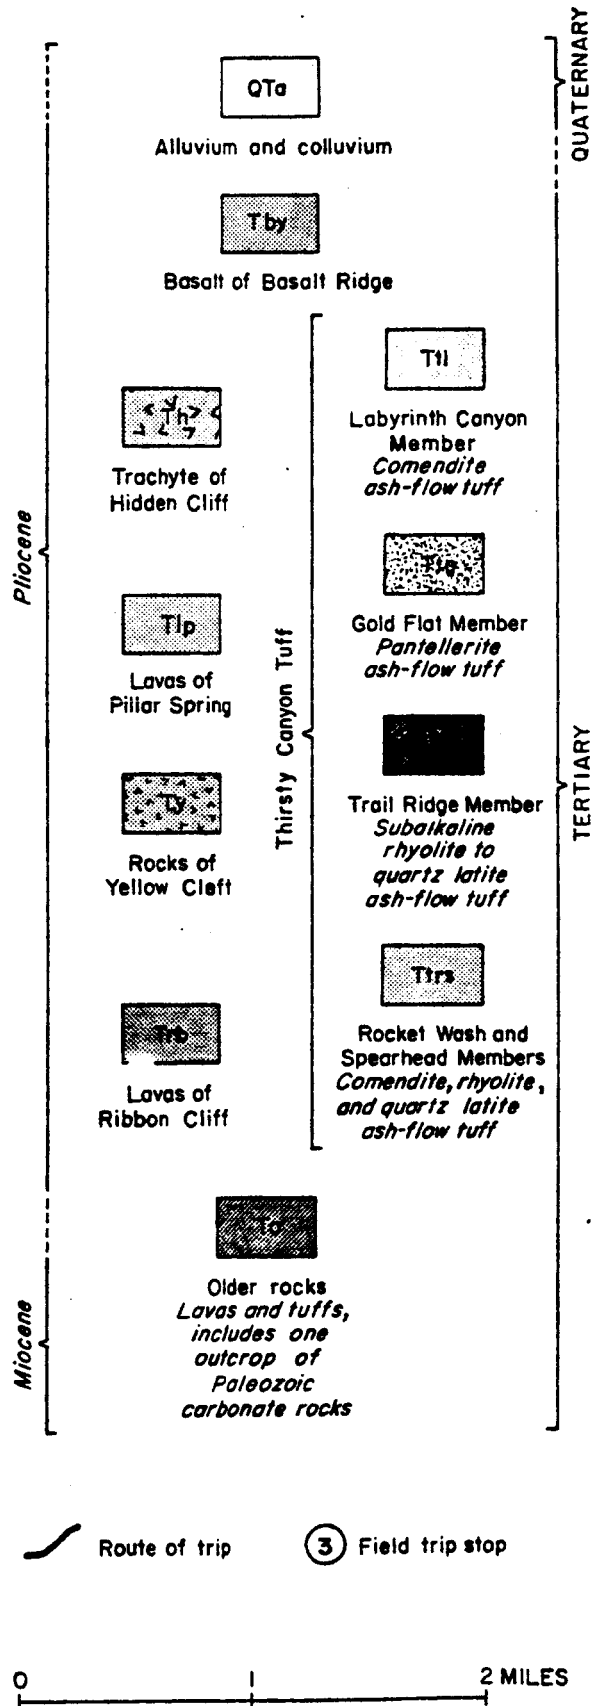 QUATERNARY
QTa
Alluvium and colluvium
Tby
Basalt of Basalt Ridge
Pliocene
Th
Trachyte of
Hidden Cliff
Tlp
Lavas of
Pillar Spring
Ty
Rocks of
Yellow Cleft
Trb
Lavas of
Ribbon Cliff
Thirsty Canyon Tuff
Ttl
Labyrinth Canyon
Member
Comendite
ash-flow tuff
Ttg
Gold Flat Member
Pantellerite
ash-flow tuff
Trail Ridge Member
Subalkaline
rhyolite to
quartz latite
ash-flow tuff
Ttrs
Rocket Wash and
Spearhead Members
Comendite, rhyolite,
and quartz latite
ash-flow tuff
TERTIARY
To
Older rocks
Lavas and tuffs,
includes one
outcrop of
Paleozoic
carbonate rocks
Miocene
Route of trip
3 Field trip stop
0 1 2 MILES